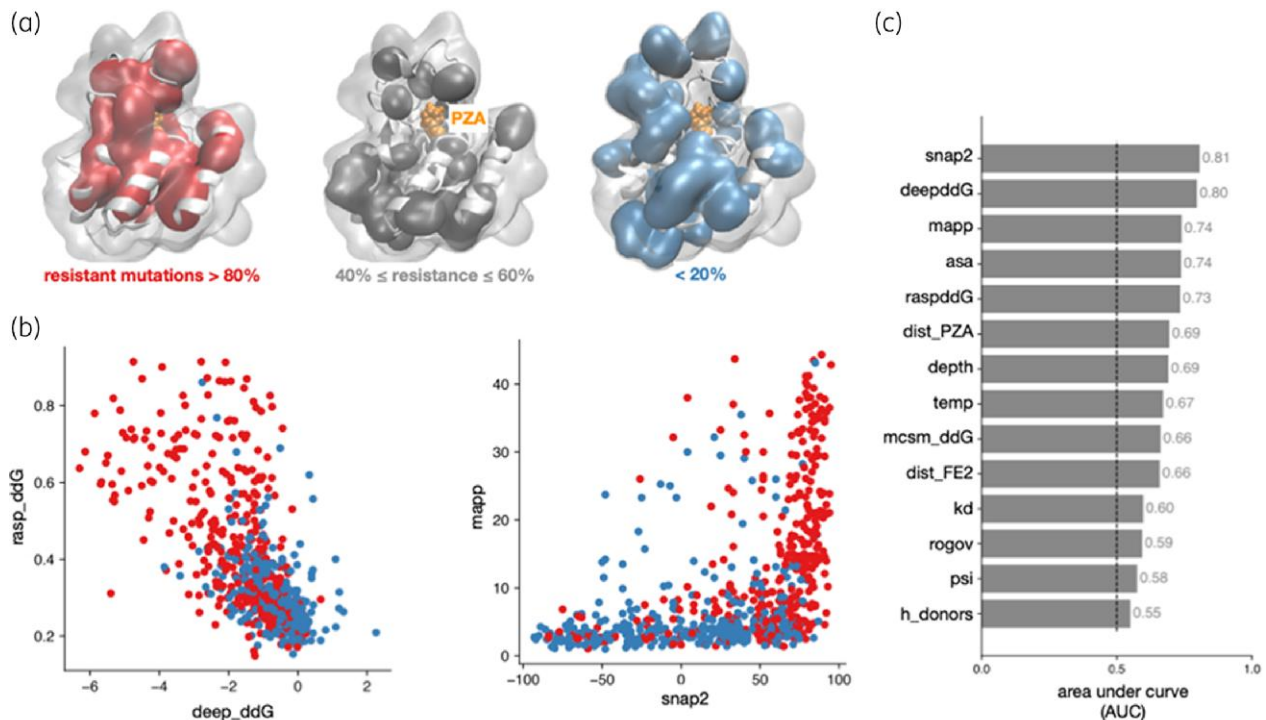 (a)
PZA
resistant mutations > 80%
40% ≤ resistance ≤ 60%
< 20%
(b)
rasp_ddG
0.8
0.6
0.4
0.2
−6
−4
−2
0
2
deep_ddG
mapp
40
30
20
10
0
−100
−50
0
50
100
snap2
(c)
snap2 0.81
deepddG 0.80
mapp 0.74
asa 0.74
raspddG 0.73
dist_PZA 0.69
depth 0.69
temp 0.67
mcsm_ddG 0.66
dist_FE2 0.66
kd 0.60
rogov 0.59
psi 0.58
h_donors 0.55
0.0
0.5
1.0
area under curve
(AUC)